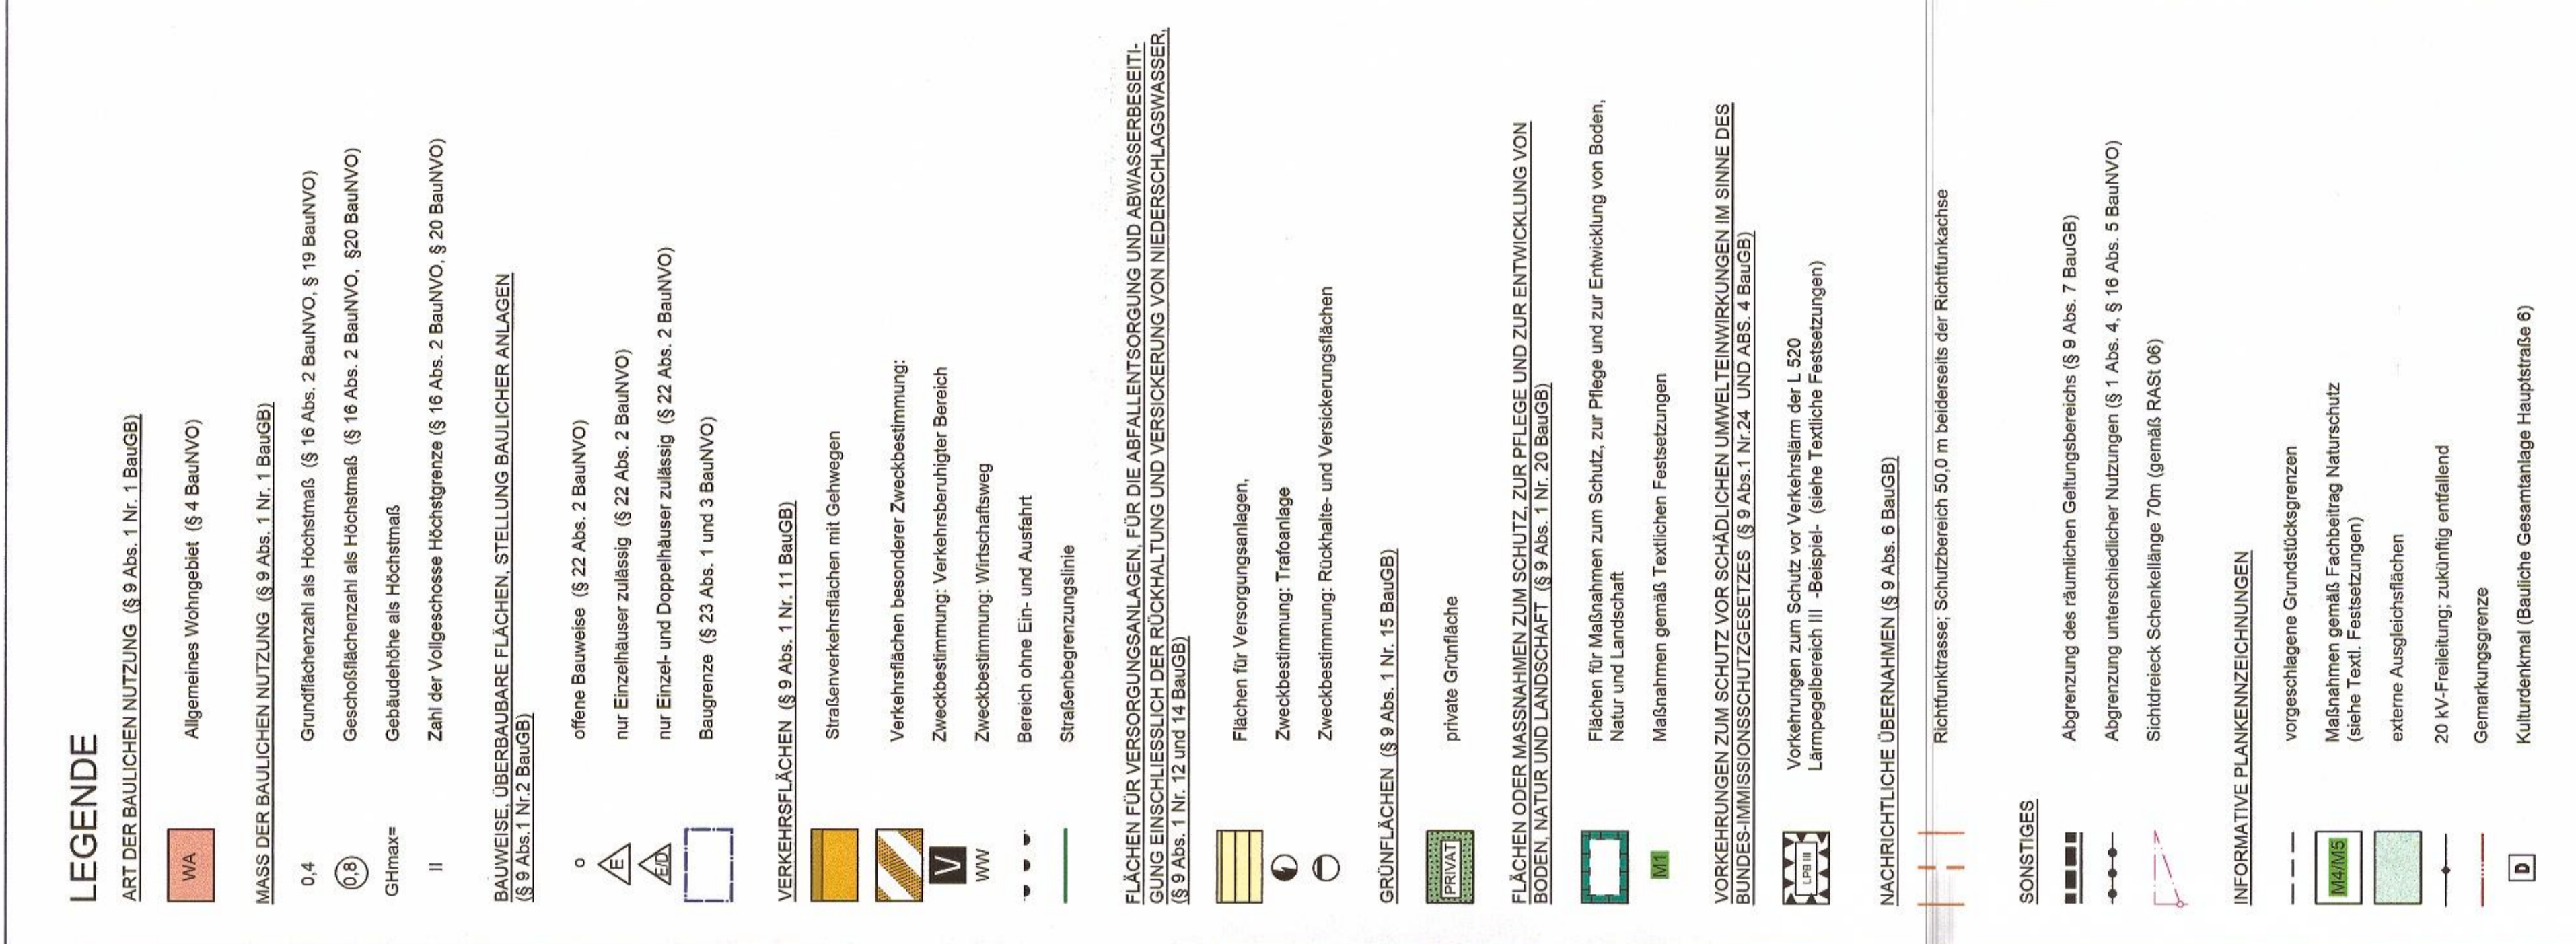 LEGENDE
ART DER BAULICHEN NUTZUNG (§ 9 Abs. 1 Nr. 1 BauGB)
WA Allgemeines Wohngebiet (§ 4 BauNVO)
MASS DER BAULICHEN NUTZUNG (§ 9 Abs. 1 Nr. 1 BauGB)
0,4 Grundflächenzahl als Höchstmaß (§ 16 Abs. 2 BauNVO, § 19 BauNVO)
0,8 Geschoßflächenzahl als Höchstmaß (§ 16 Abs. 2 BauNVO, §20 BauNVO)
GHmax= Gebäudehöhe als Höchstmaß
II Zahl der Vollgeschosse Höchstgrenze (§ 16 Abs. 2 BauNVO, § 20 BauNVO)
BAUWEISE, ÜBERBAUBARE FLÄCHEN, STELLUNG BAULICHER ANLAGEN
(§ 9 Abs.1 Nr.2 BauGB)
o offene Bauweise (§ 22 Abs. 2 BauNVO)
E nur Einzelhäuser zulässig (§ 22 Abs. 2 BauNVO)
E/D nur Einzel- und Doppelhäuser zulässig (§ 22 Abs. 2 BauNVO)
Baugrenze (§ 23 Abs. 1 und 3 BauNVO)
VERKEHRSFLÄCHEN (§ 9 Abs. 1 Nr. 11 BauGB)
Straßenverkehrsflächen mit Gehwegen
Verkehrsflächen besonderer Zweckbestimmung:
V Zweckbestimmung: Verkehrsberuhigter Bereich
WW Zweckbestimmung: Wirtschaftsweg
Bereich ohne Ein- und Ausfahrt
Straßenbegrenzungslinie
FLÄCHEN FÜR VERSORGUNGSANLAGEN, FÜR DIE ABFALLENTSORGUNG UND ABWASSERBESEITI-
GUNG EINSCHLIESSLICH DER RÜCKHALTUNG UND VERSICKERUNG VON NIEDERSCHLAGSWASSER,
(§ 9 Abs. 1 Nr. 12 und 14 BauGB)
Flächen für Versorgungsanlagen,
Zweckbestimmung: Trafoanlage
Zweckbestimmung: Rückhalte- und Versickerungsflächen
GRÜNFLÄCHEN (§ 9 Abs. 1 Nr. 15 BauGB)
PRIVAT private Grünfläche
FLÄCHEN ODER MASSNAHMEN ZUM SCHUTZ, ZUR PFLEGE UND ZUR ENTWICKLUNG VON
BODEN, NATUR UND LANDSCHAFT (§ 9 Abs. 1 Nr. 20 BauGB)
Flächen für Maßnahmen zum Schutz, zur Pflege und zur Entwicklung von Boden,
Natur und Landschaft
M1 Maßnahmen gemäß Textlichen Festsetzungen
VORKEHRUNGEN ZUM SCHUTZ VOR SCHÄDLICHEN UMWELTEINWIRKUNGEN IM SINNE DES
BUNDES-IMMISSIONSSCHUTZGESETZES (§ 9 Abs.1 Nr.24 UND ABS. 4 BauGB)
Vorkehrungen zum Schutz vor Verkehrslärm der L 520
LPB III Lärmpegelbereich III -Beispiel- (siehe Textliche Festsetzungen)
NACHRICHTLICHE ÜBERNAHMEN (§ 9 Abs. 6 BauGB)
Richtfunktrasse; Schutzbereich 50,0 m beiderseits der Richtfunkachse
SONSTIGES
Abgrenzung des räumlichen Geltungsbereichs (§ 9 Abs. 7 BauGB)
Abgrenzung unterschiedlicher Nutzungen (§ 1 Abs. 4, § 16 Abs. 5 BauNVO)
Sichtdreieck Schenkellänge 70m (gemäß RASt 06)
INFORMATIVE PLANKENNZEICHNUNGEN
vorgeschlagene Grundstücksgrenzen
M4/M5 Maßnahmen gemäß Fachbeitrag Naturschutz
(siehe Textl. Festsetzungen)
externe Ausgleichsflächen
20 kV-Freileitung; zukünftig entfallend
Gemarkungsgrenze
D Kulturdenkmal (Bauliche Gesamtanlage Hauptstraße 6)